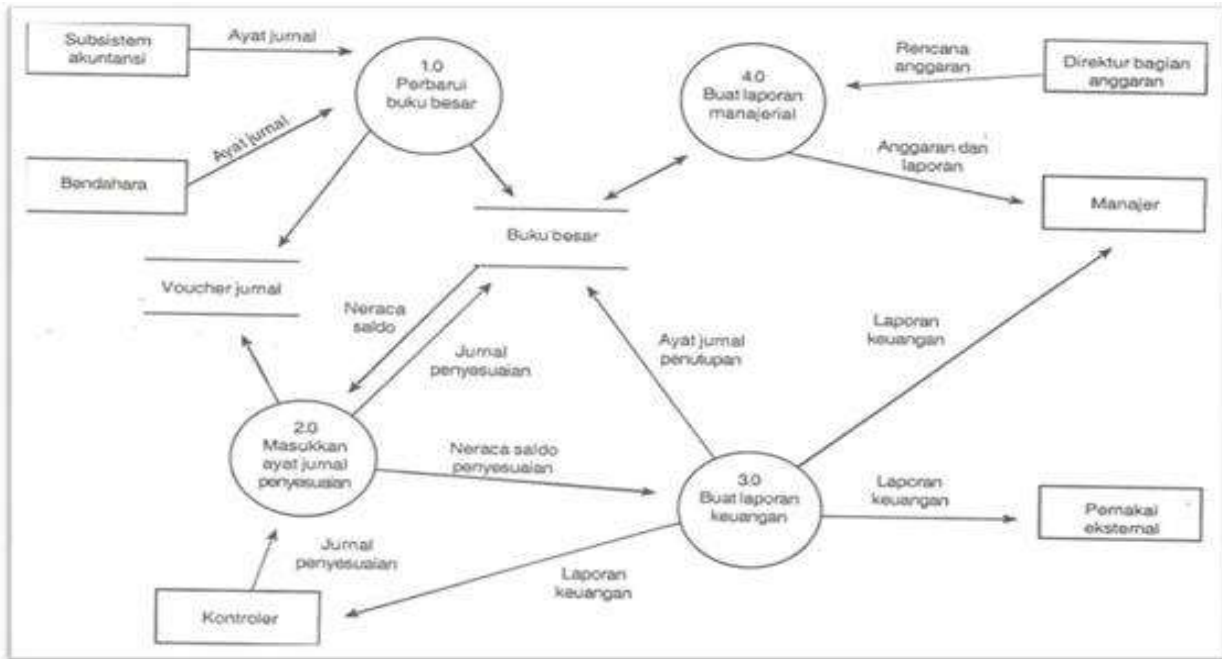 Subsistem
akuntansi
Ayat jurnal
1.0
Perbarui
buku besar
4.0
Buat laporan
manajerial
Rencana
anggaran
Direktur bagian
anggaran
Ayat jurnal
Bendahara
Anggaran dan
laporan
Manajer
Buku besar
Voucher jurnal
Neraca
saldo
Jurnal
penyesuaian
Ayat jurnal
penutupan
Laporan
keuangan
2.0
Masukkan
ayat jurnal
penyesuaian
Neraca saldo
penyesuaian
3.0
Buat laporan
keuangan
Laporan
keuangan
Pemakai
eksternal
Jurnal
penyesuaian
Laporan
keuangan
Kontroler